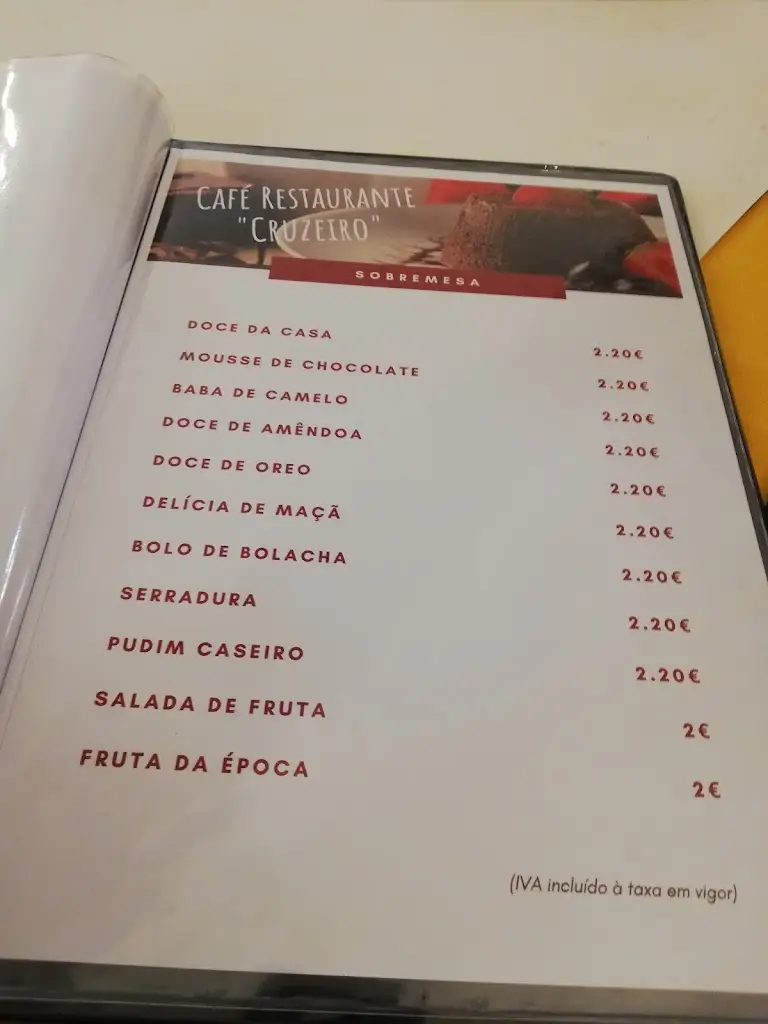 CAFÉ RESTAURANTE
"CRUZEIRO"
SOBREMESA
DOCE DA CASA 2.20€
MOUSSE DE CHOCOLATE 2.20€
BABA DE CAMELO 2.20€
DOCE DE AMÊNDOA 2.20€
DOCE DE OREO 2.20€
DELÍCIA DE MAÇÃ 2.20€
BOLO DE BOLACHA 2.20€
SERRADURA 2.20€
PUDIM CASEIRO 2.20€
SALADA DE FRUTA 2€
FRUTA DA ÉPOCA 2€
(IVA incluído à taxa em vigor)